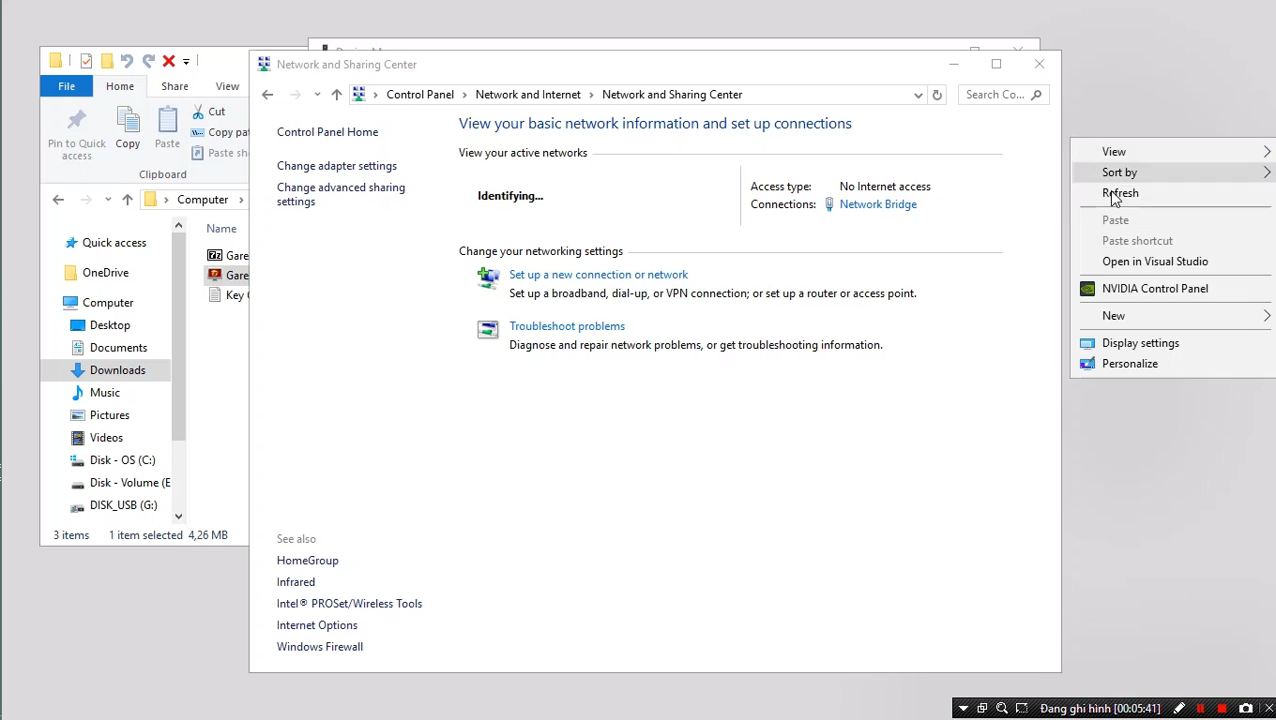 Network and Sharing Center
File
Home
Share
View
Control Panel
Network and Internet
Network and Sharing Center
Search Co...
Pin to Quick
access
Copy
Paste
Cut
Copy pa
Paste sh
Clipboard
Computer
Quick access
OneDrive
Computer
Desktop
Documents
Downloads
Music
Pictures
Videos
Disk - OS (C:)
Disk - Volume (E
DISK_USB (G:)
Name
Gare
Gare
Key
3 items
1 item selected
4,26 MB
Control Panel Home
Change adapter settings
Change advanced sharing
settings
View your basic network information and set up connections
View your active networks
Identifying...
Access type:
No Internet access
Connections:
Network Bridge
Change your networking settings
Set up a new connection or network
Set up a broadband, dial-up, or VPN connection; or set up a router or access point.
Troubleshoot problems
Diagnose and repair network problems, or get troubleshooting information.
See also
HomeGroup
Infrared
Intel® PROSet/Wireless Tools
Internet Options
Windows Firewall
View
Sort by
Refresh
Paste
Paste shortcut
Open in Visual Studio
NVIDIA Control Panel
New
Display settings
Personalize
Đang ghi hình [00:05:41]